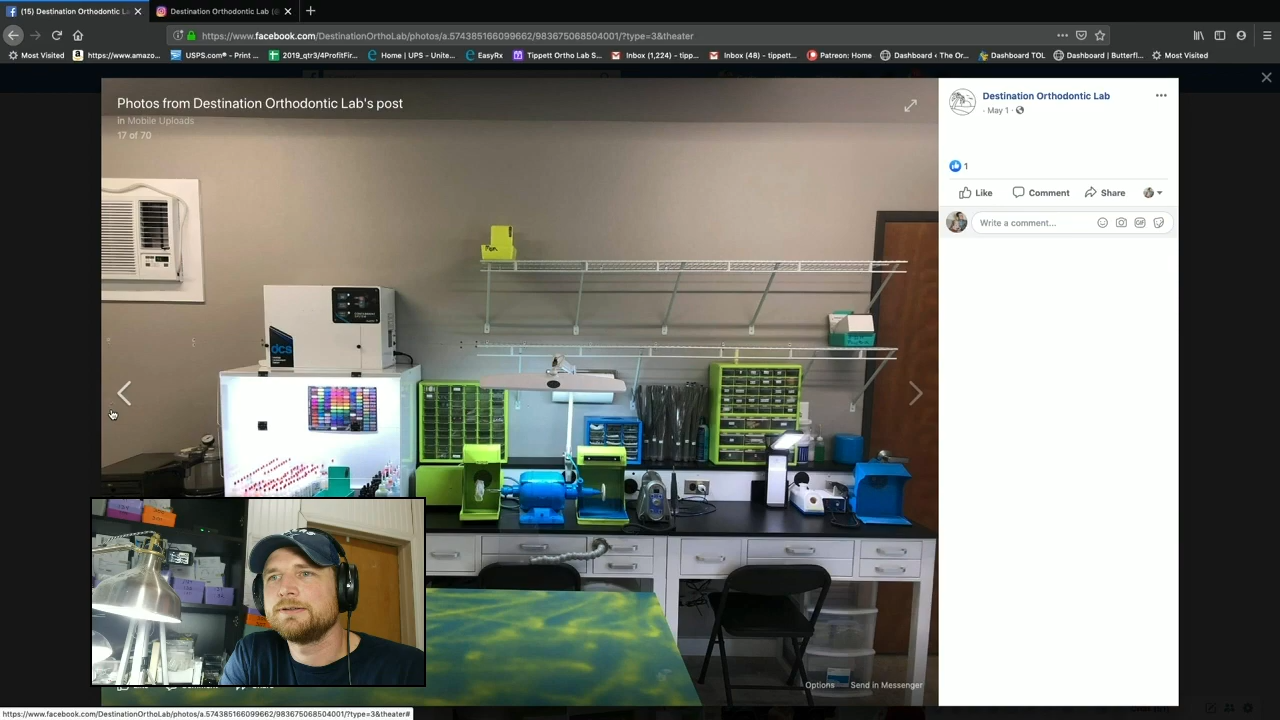 (15) Destination Orthodontic La
Destination Orthodontic Lab (@
https://www.facebook.com/DestinationOrthoLab/photos/a.574385166099662/983675068504001/?type=3&theater
Most Visited
https://www.amazo...
USPS.com® - Print ...
2019_qtr3/4ProfitFir...
Home | UPS - Unite...
EasyRx
Tippett Ortho Lab S...
Inbox (1,224) - tipp...
Inbox (48) - tippett...
Patreon: Home
Dashboard ‹ The Or...
Dashboard TOL
Dashboard | Butterfl...
Most Visited
Photos from Destination Orthodontic Lab's post
in Mobile Uploads
17 of 70
Destination Orthodontic Lab
· May 1 ·
1
Like
Comment
Share
Write a comment...
GIF
dcs
Options
Send in Messenger
https://www.facebook.com/DestinationOrthoLab/photos/a.574385166099662/983675068504001/?type=3&theater#